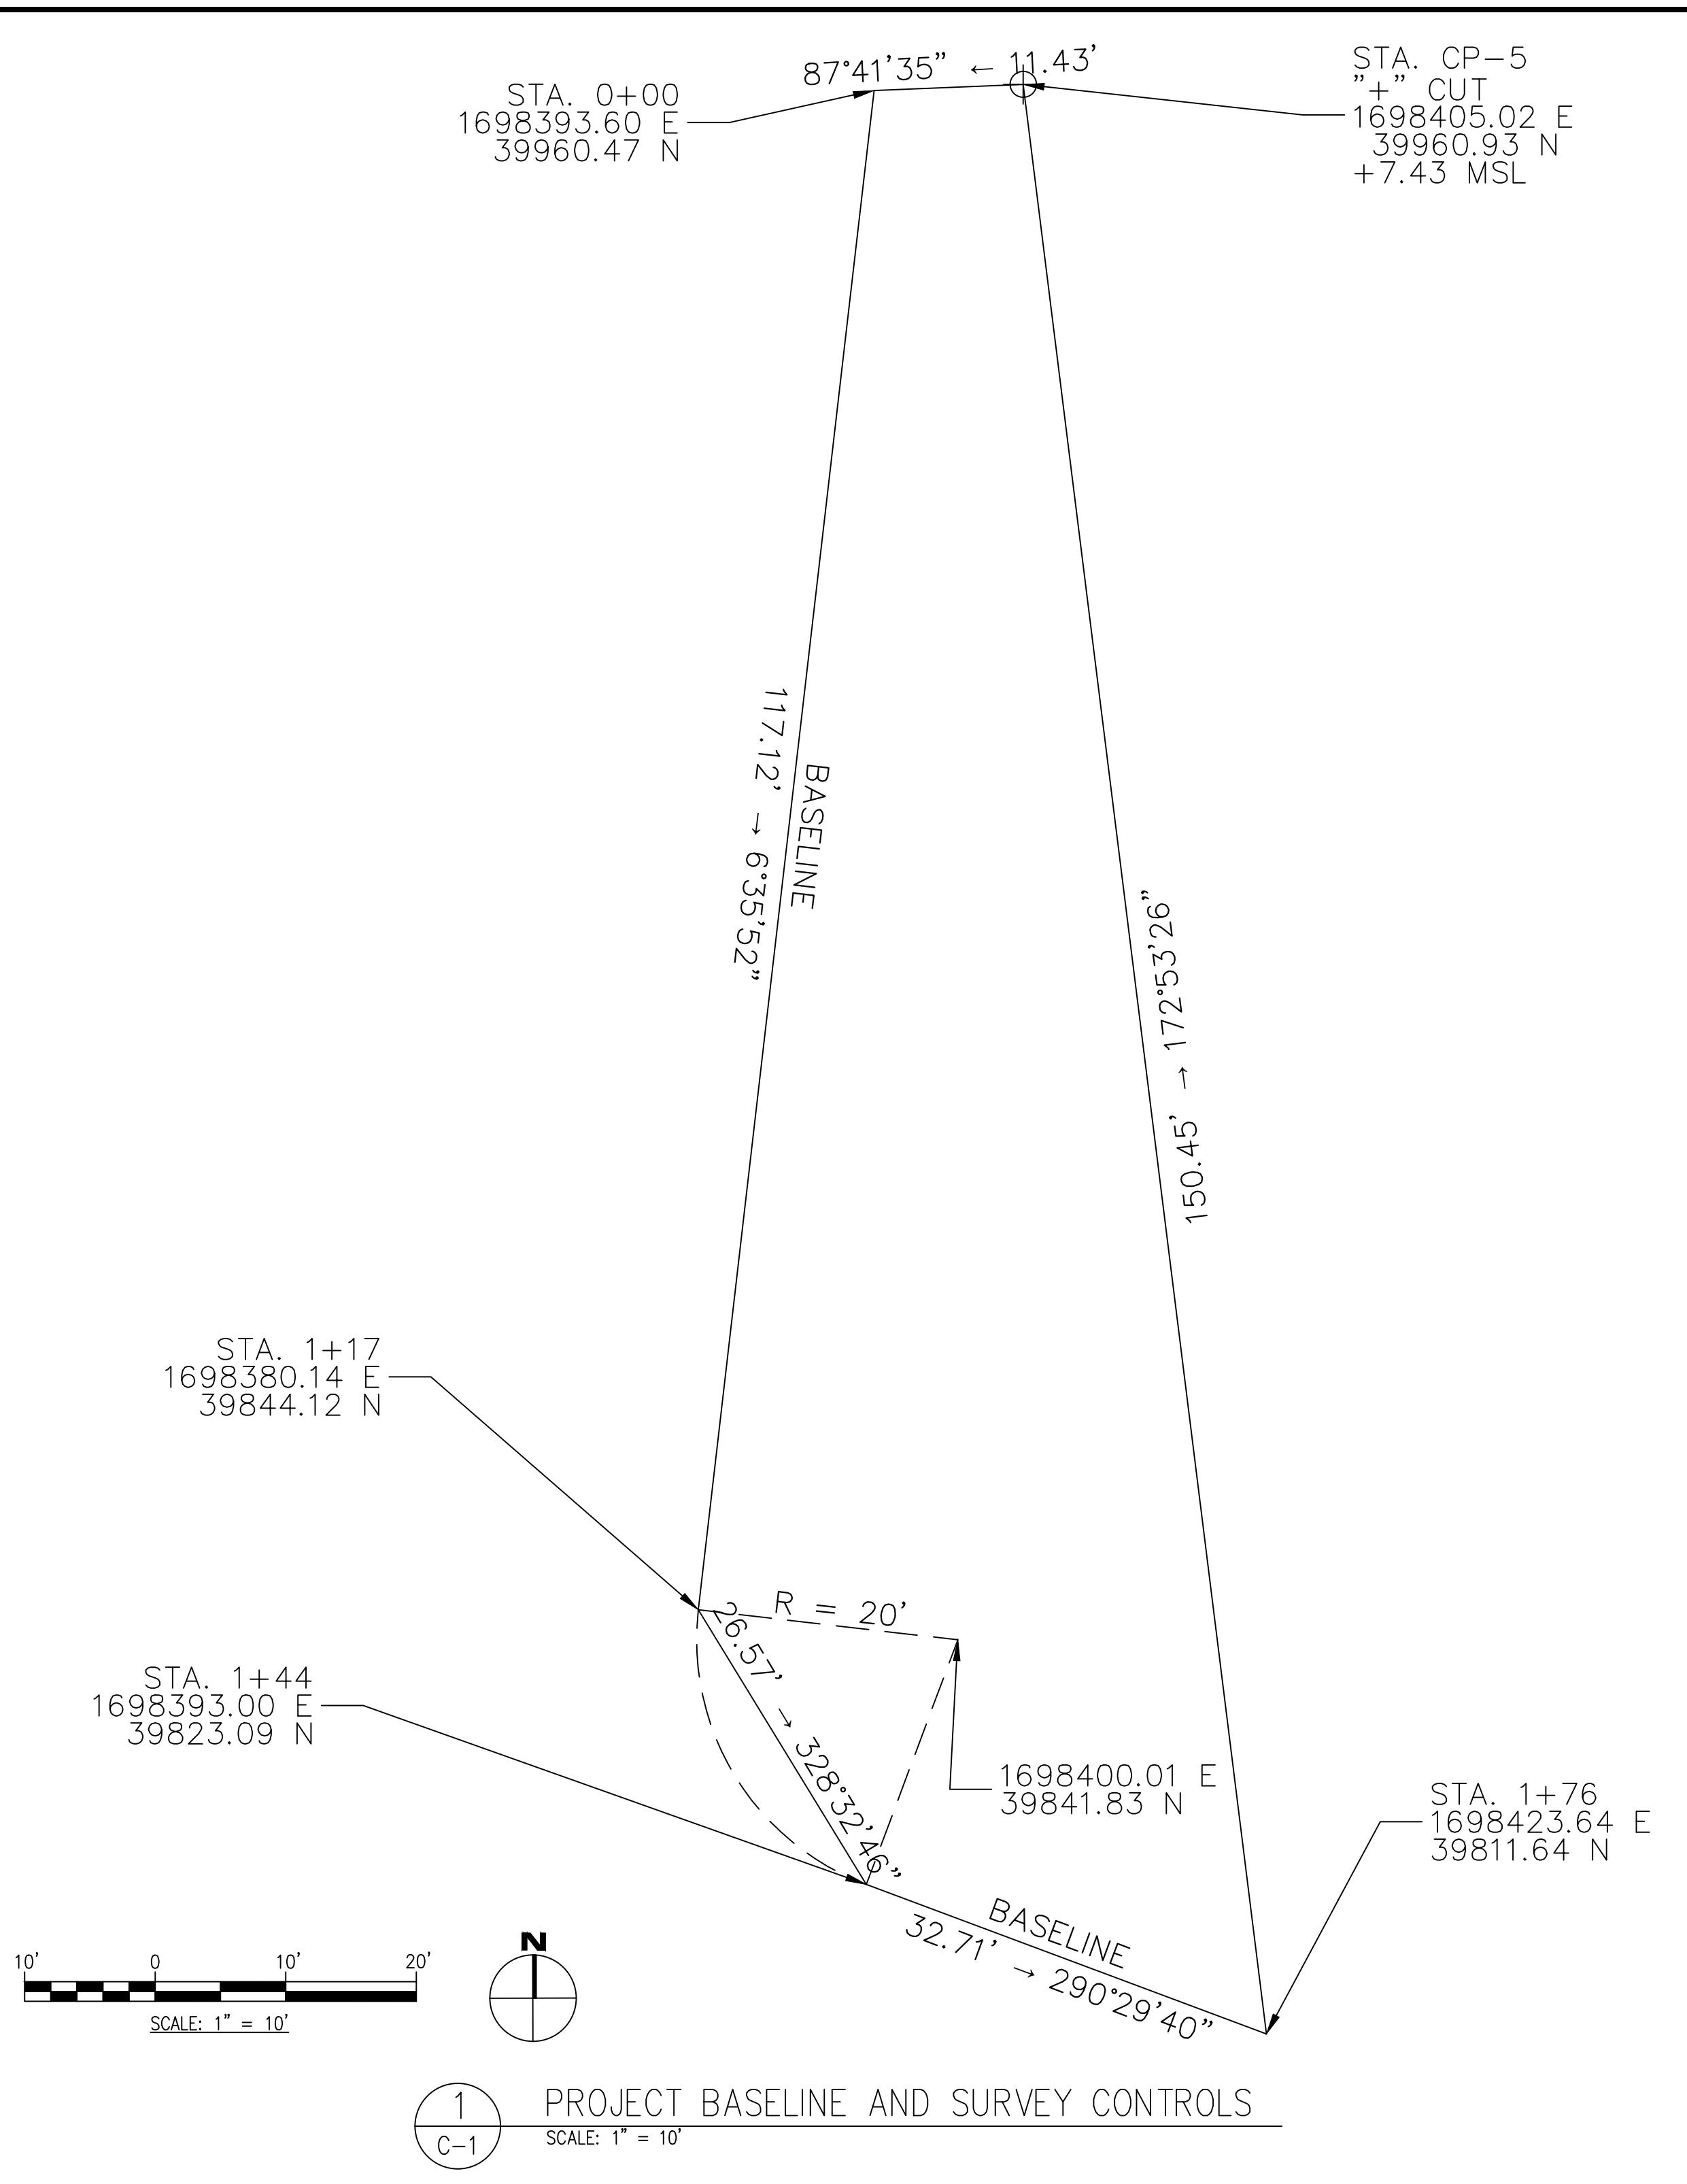 87°41'35" ← 11.43'
STA. 0+00
1698393.60 E
39960.47 N
STA. CP-5
"+" CUT
1698405.02 E
39960.93 N
+7.43 MSL
BASELINE
117.12' → 6°35'52"
150.45' → 172°53'26"
STA. 1+17
1698380.14 E
39844.12 N
R = 20'
26.57' → 328°32'46"
STA. 1+44
1698393.00 E
39823.09 N
1698400.01 E
39841.83 N
STA. 1+76
1698423.64 E
39811.64 N
BASELINE
32.71' → 290°29'40"
10' 0 10' 20'
SCALE: 1" = 10'
N
1
C-1
PROJECT BASELINE AND SURVEY CONTROLS
SCALE: 1" = 10'